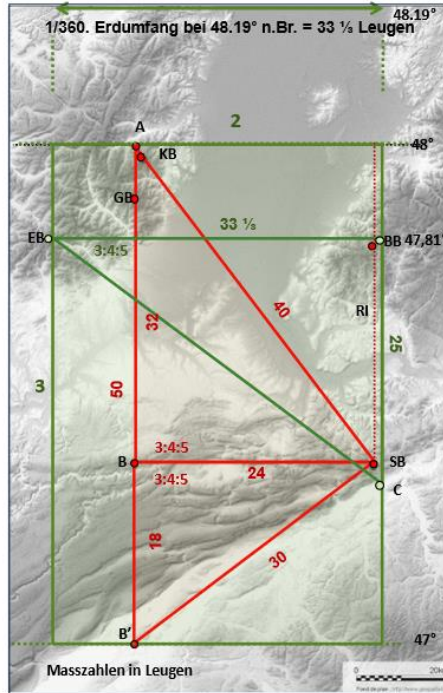 48.19°
1/360. Erdumfang bei 48.19° n.Br. = 33 ⅓ Leugen
2
A
48°
KB
GB
EB
33 ⅓
BB 47,81°
3:4:5
RI
40
32
25
3
50
3:4:5
B
SB
24
3:4:5
C
18
30
B’
47°
Masszahlen in Leugen
0